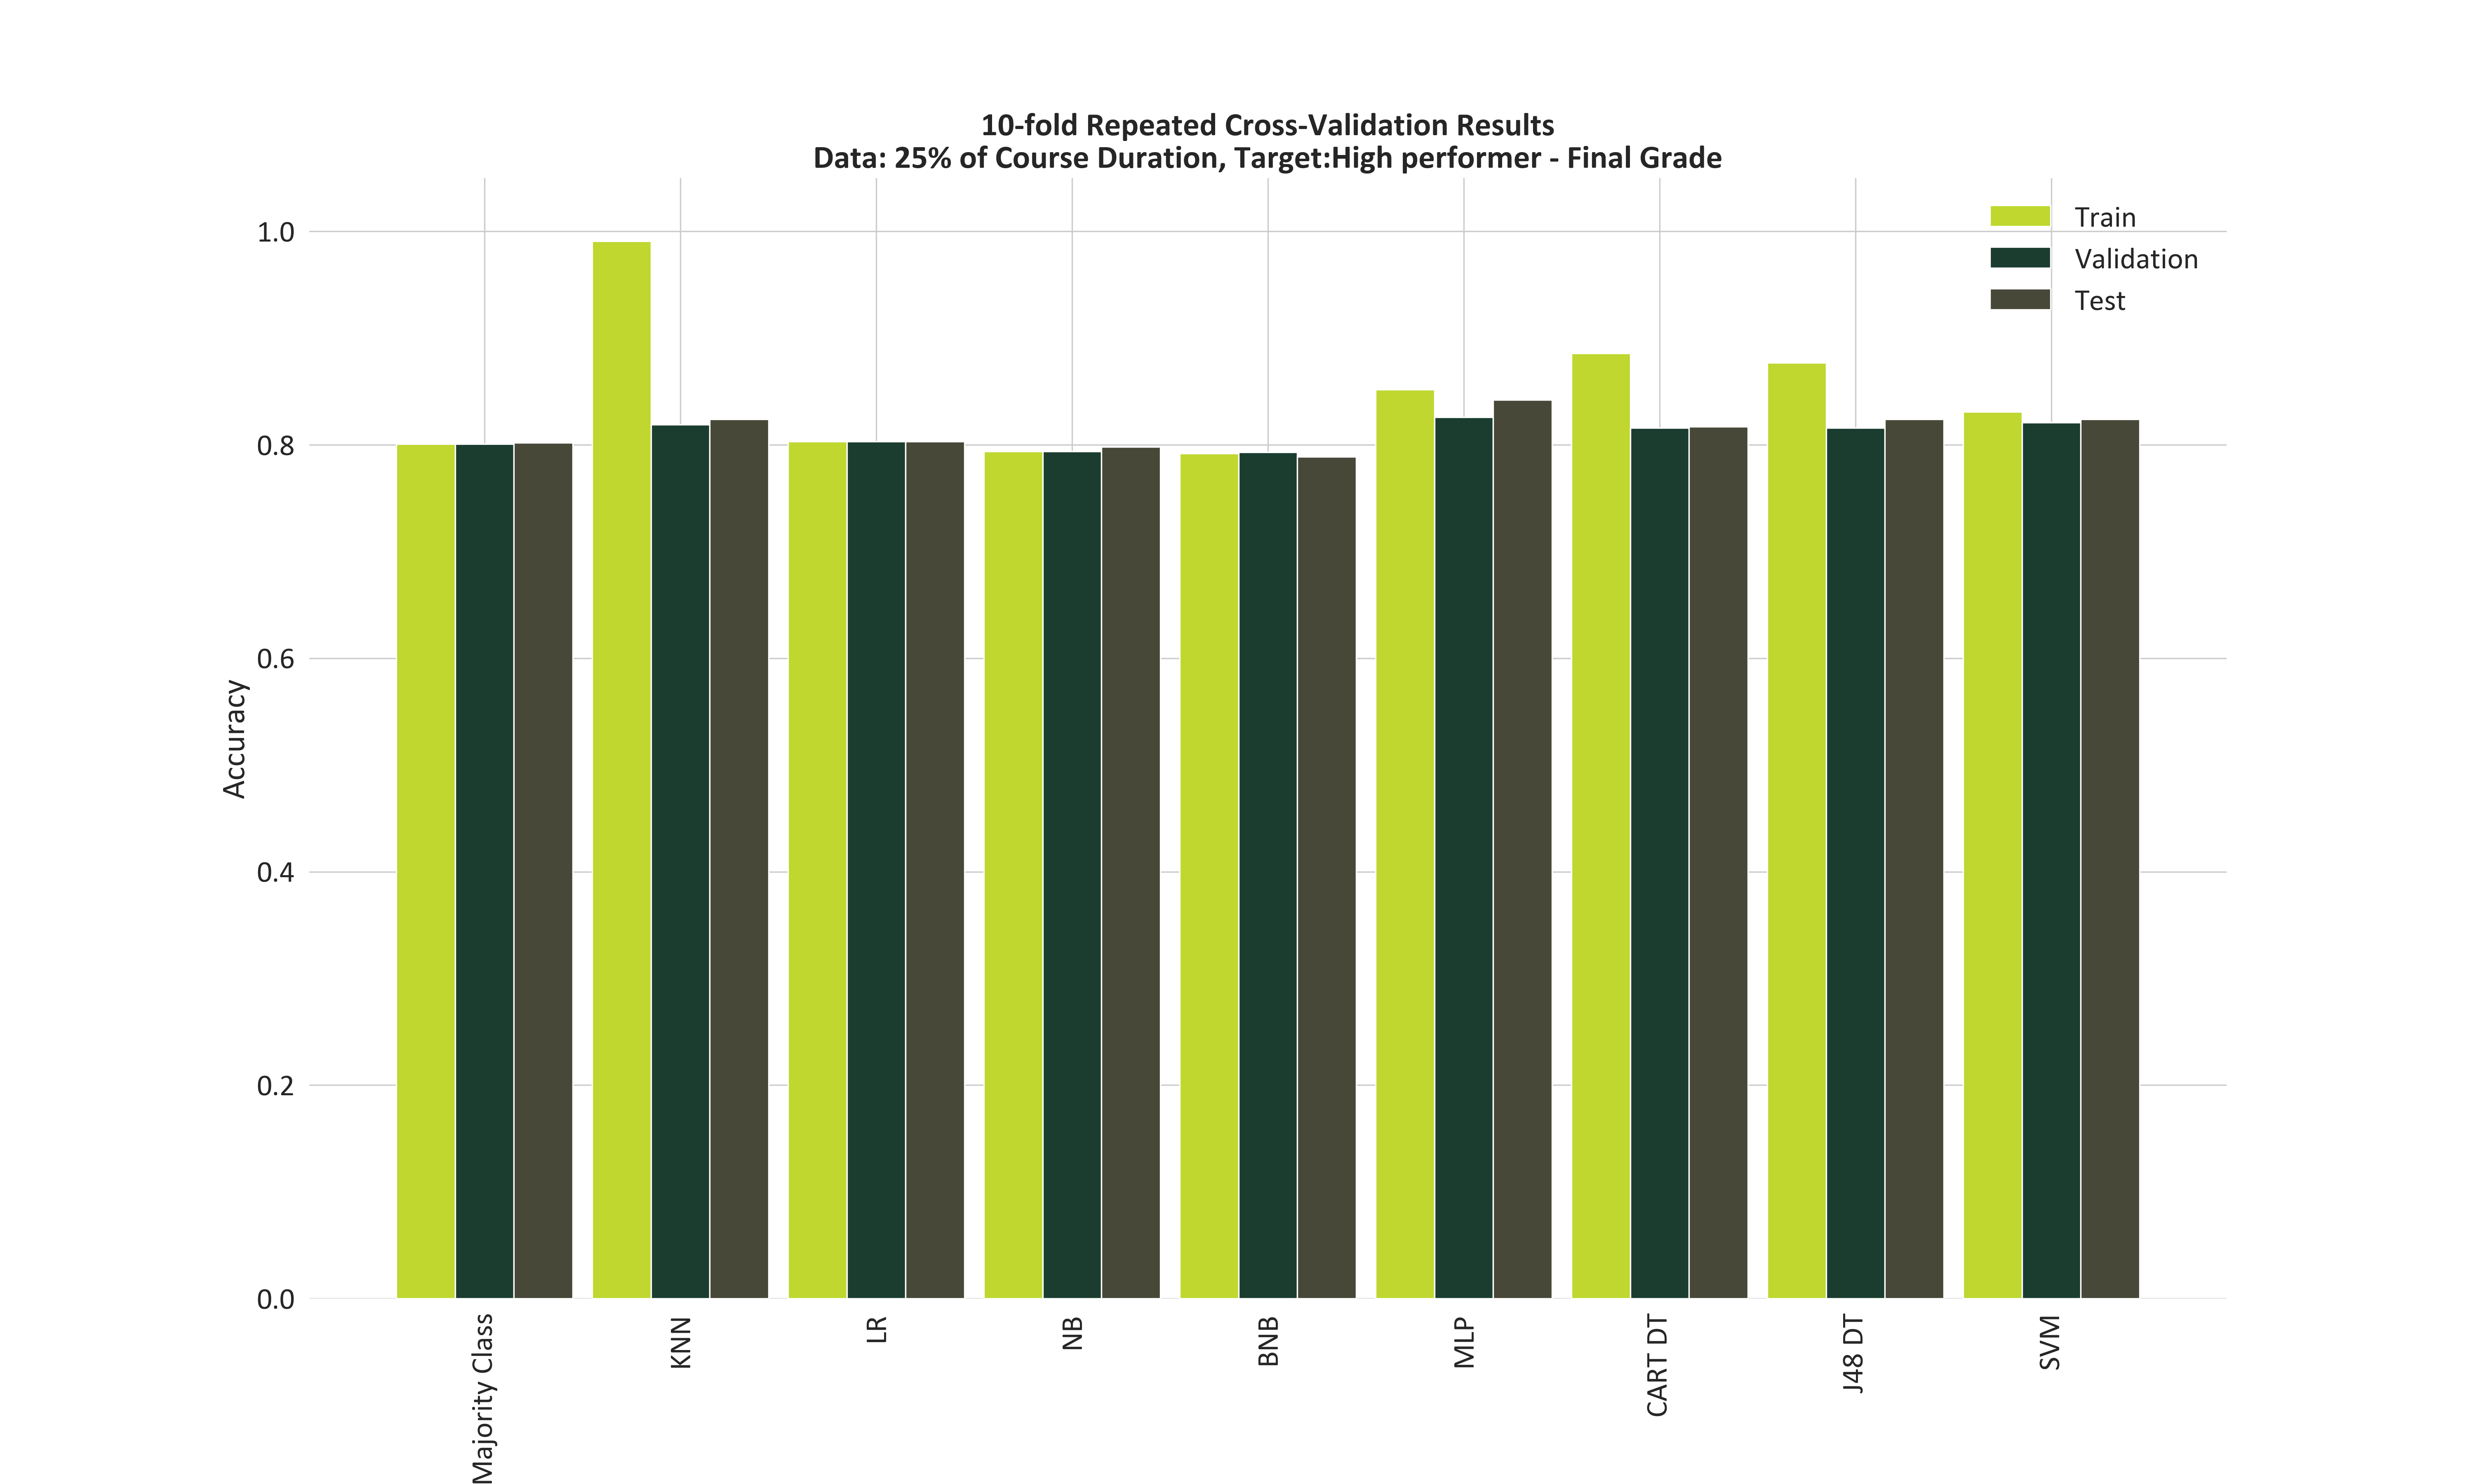 10-fold Repeated Cross-Validation Results
Data: 25% of Course Duration, Target:High performer - Final Grade
Train
Validation
Test
Accuracy
1.0
0.8
0.6
0.4
0.2
0.0
Majority Class
KNN
LR
NB
BNB
MLP
CART DT
J48 DT
SVM